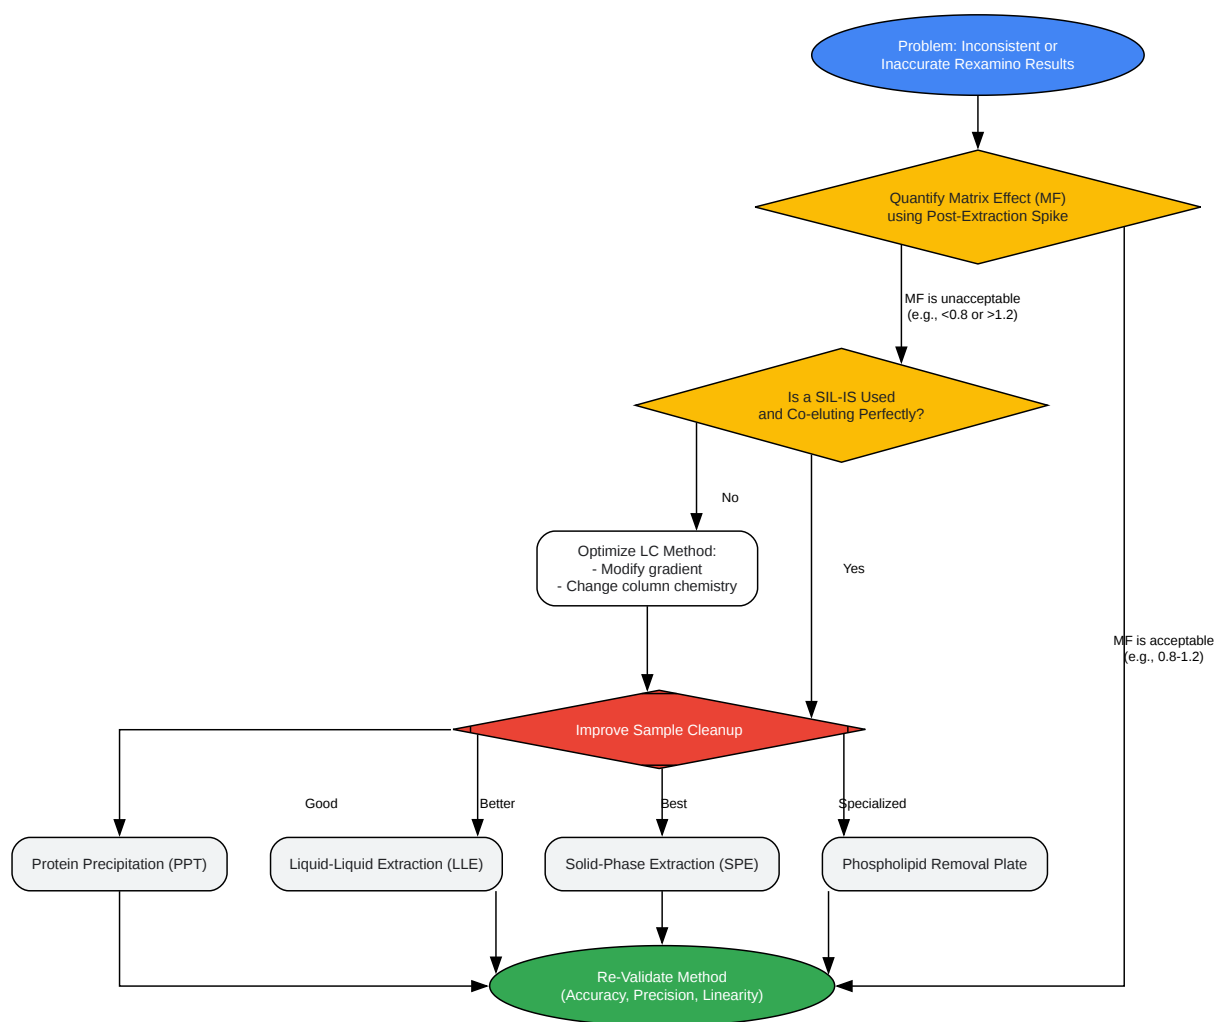 Problem: Inconsistent or
Inaccurate Rexamino Results
Quantify Matrix Effect (MF)
using Post-Extraction Spike
MF is unacceptable
(e.g., <0.8 or >1.2)
Is a SIL-IS Used
and Co-eluting Perfectly?
No
Optimize LC Method:
- Modify gradient
- Change column chemistry
Yes
MF is acceptable
(e.g., 0.8-1.2)
Improve Sample Cleanup
Good
Better
Best
Specialized
Protein Precipitation (PPT)
Liquid-Liquid Extraction (LLE)
Solid-Phase Extraction (SPE)
Phospholipid Removal Plate
Re-Validate Method
(Accuracy, Precision, Linearity)